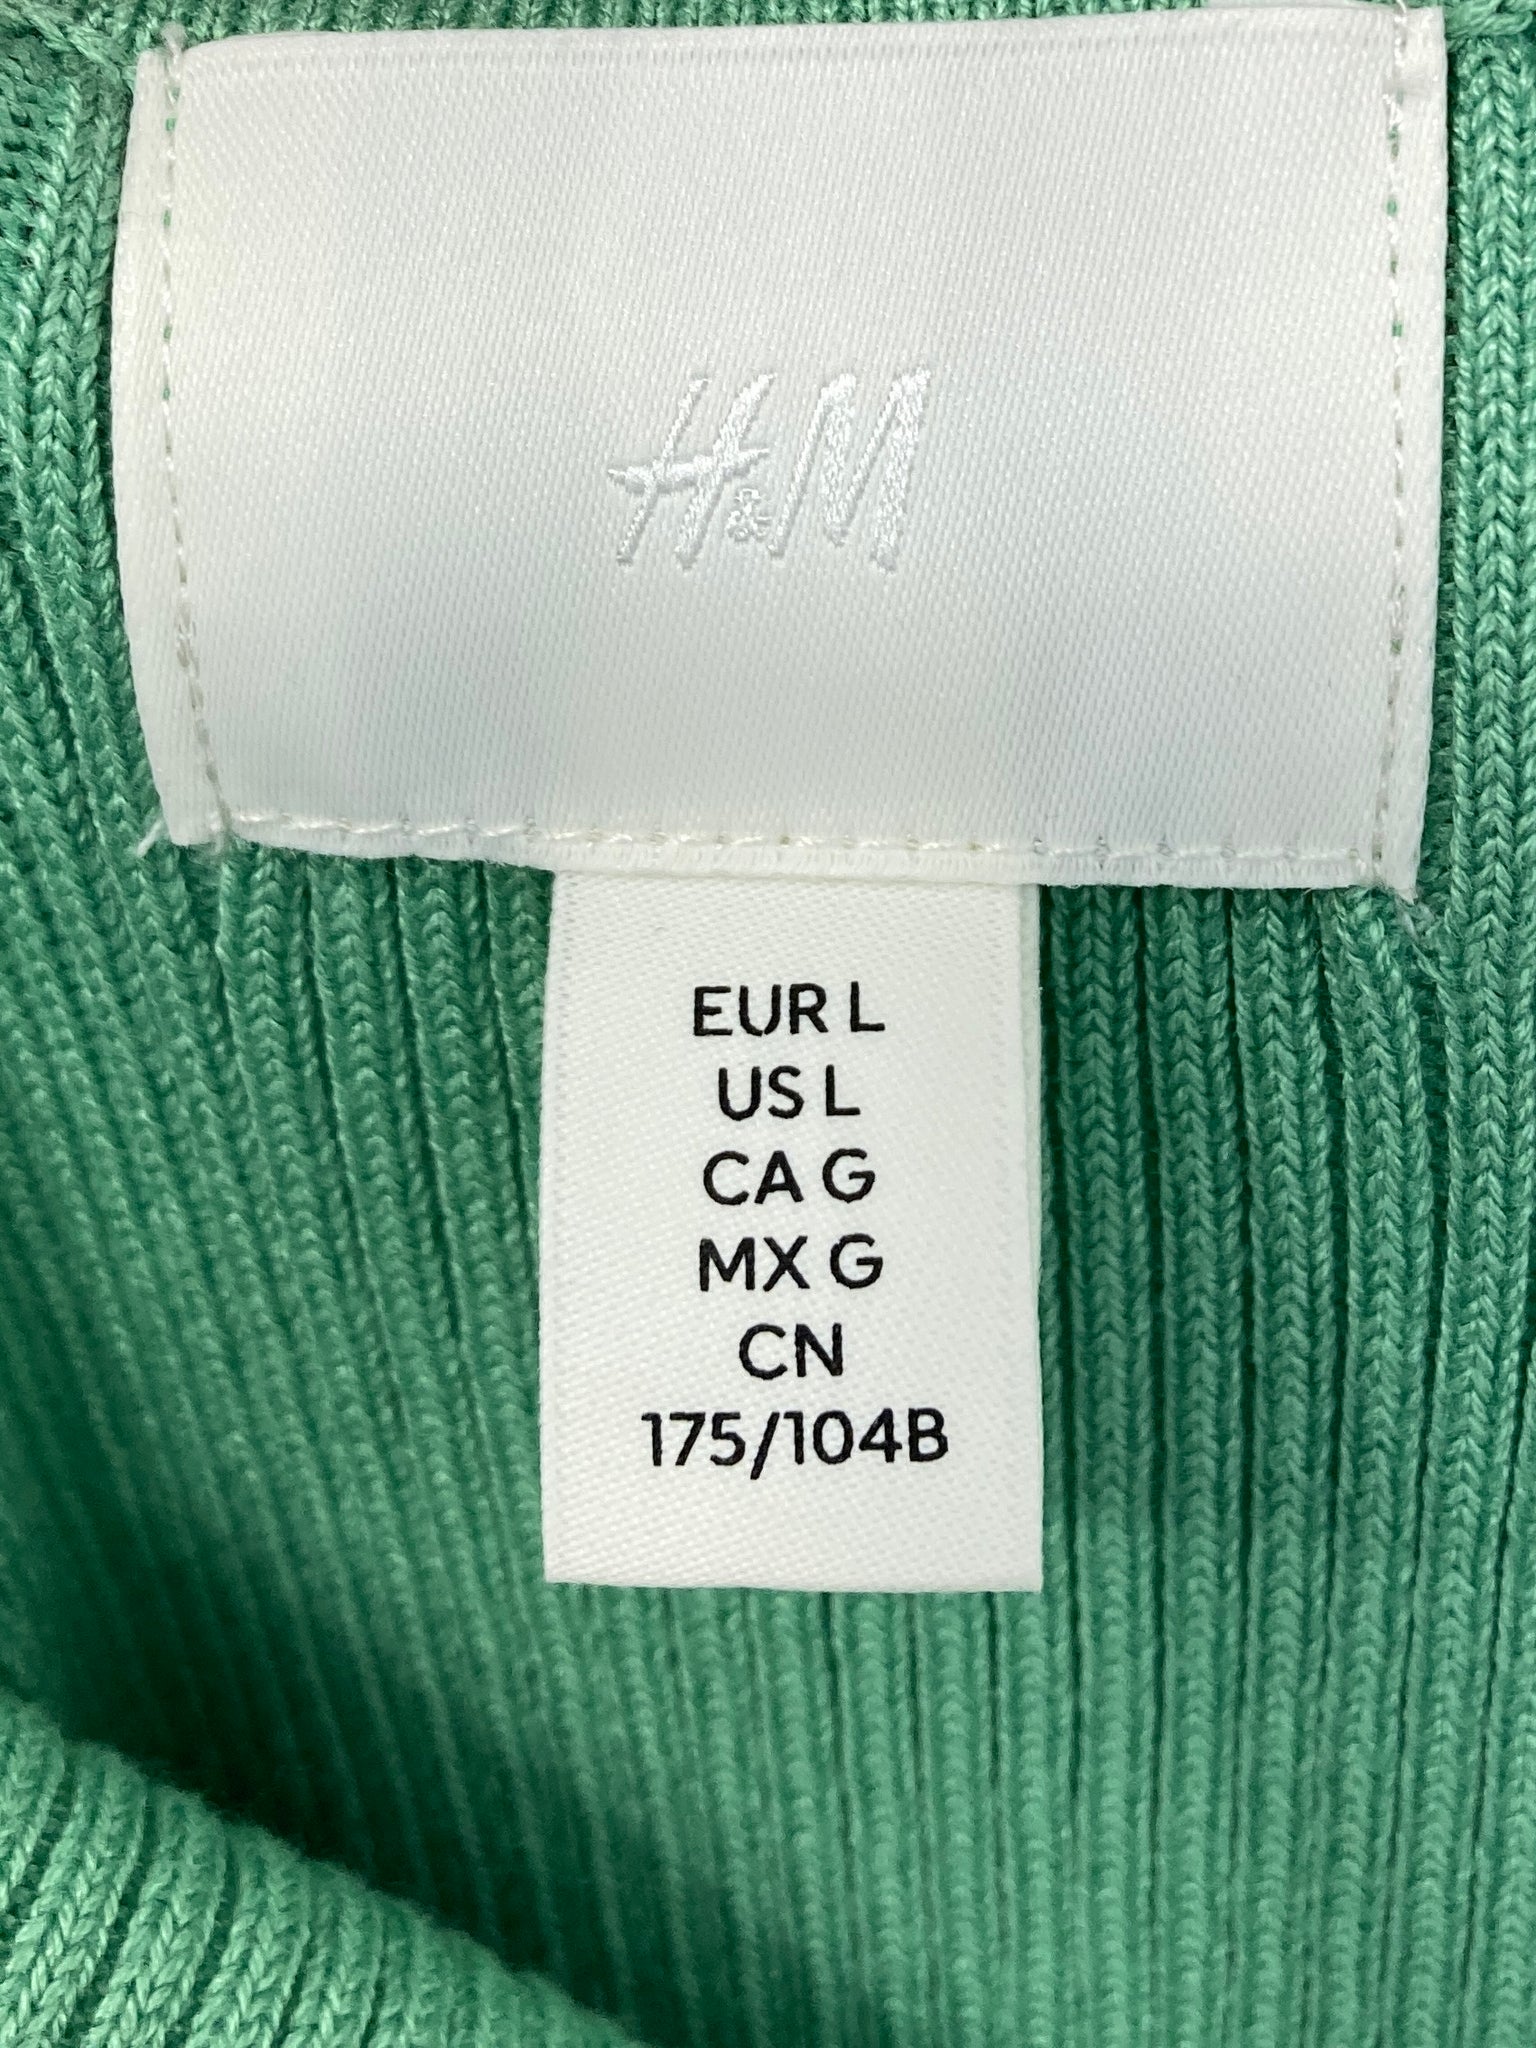 H&M
EUR L
US L
CA G
MX G
CN
175/104B